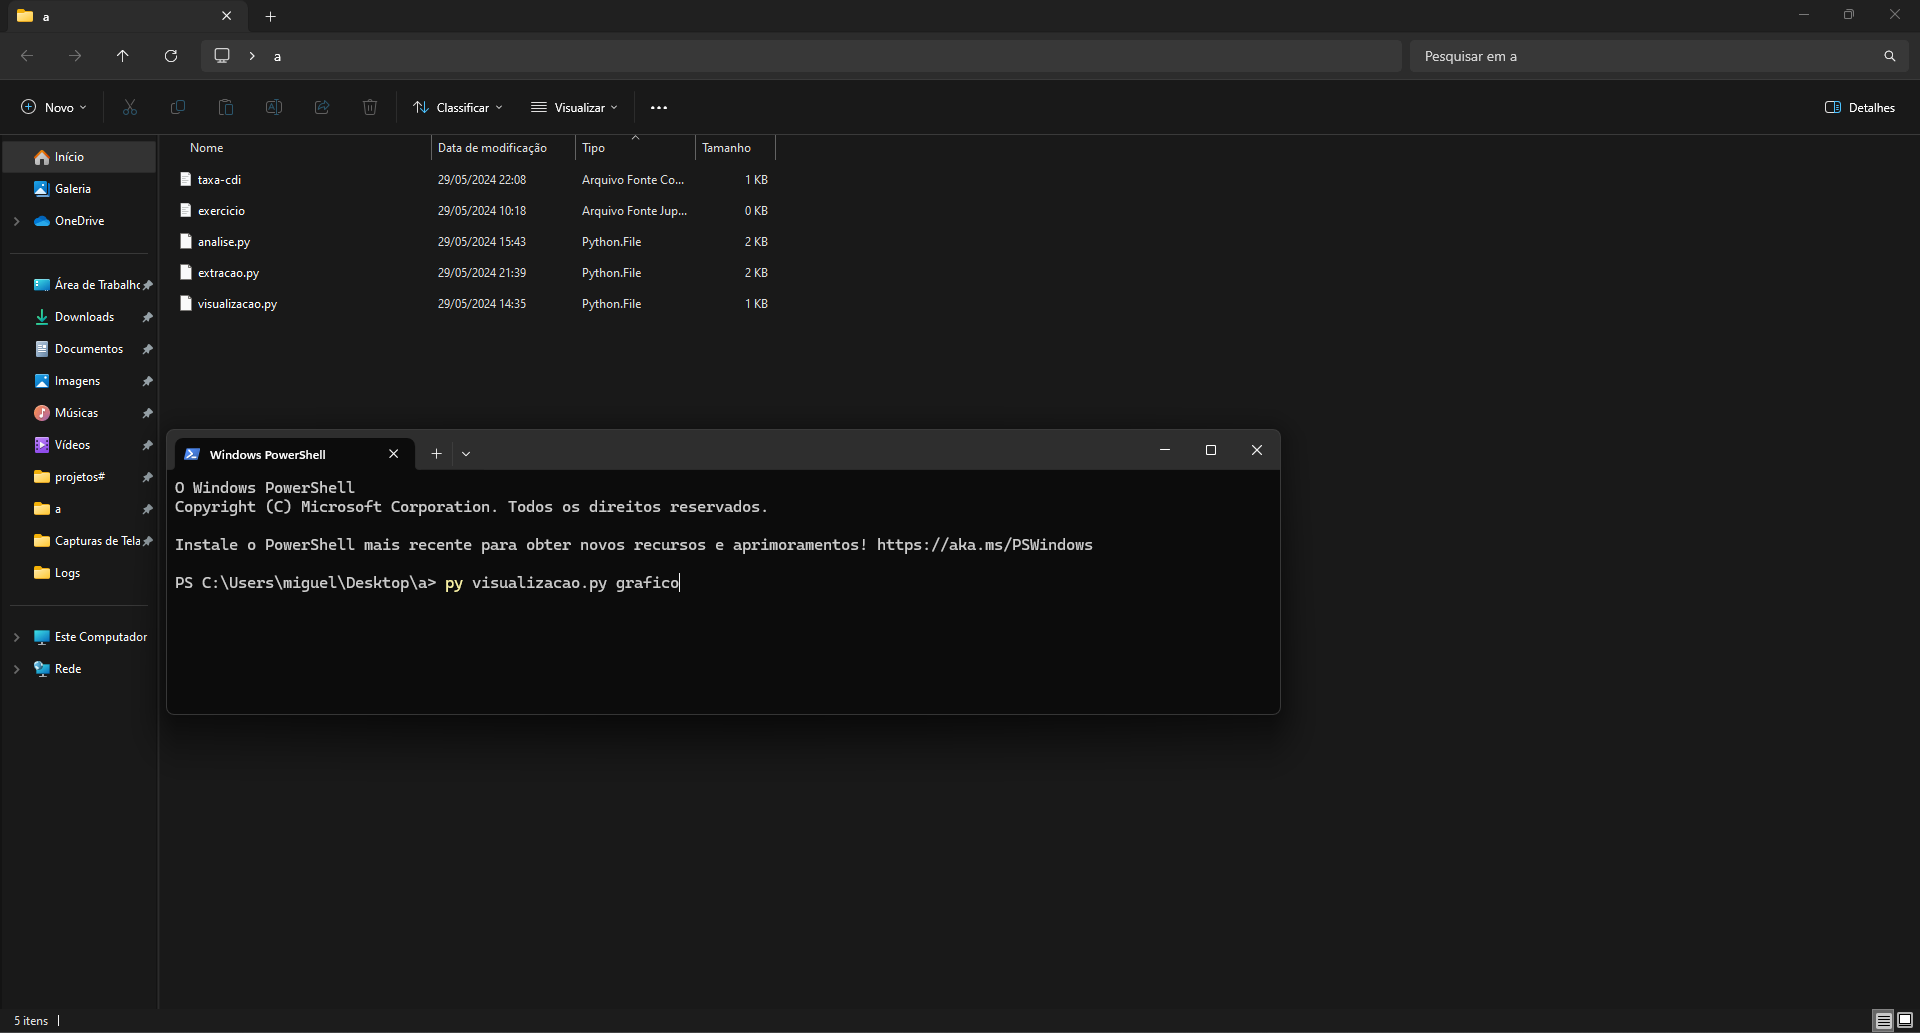 a
a
Pesquisar em a
Novo
Classificar
Visualizar
Detalhes
Início
Galeria
OneDrive
Área de Trabalho
Downloads
Documentos
Imagens
Músicas
Vídeos
projetos#
a
Capturas de Tela
Logs
Este Computador
Rede
Nome Data de modificação Tipo Tamanho
taxa-cdi 29/05/2024 22:08 Arquivo Fonte Co... 1 KB
exercicio 29/05/2024 10:18 Arquivo Fonte Jup... 0 KB
analise.py 29/05/2024 15:43 Python.File 2 KB
extracao.py 29/05/2024 21:39 Python.File 2 KB
visualizacao.py 29/05/2024 14:35 Python.File 1 KB
Windows PowerShell
O Windows PowerShell
Copyright (C) Microsoft Corporation. Todos os direitos reservados.
Instale o PowerShell mais recente para obter novos recursos e aprimoramentos! https://aka.ms/PSWindows
PS C:\Users\miguel\Desktop\a> py visualizacao.py grafico
5 itens